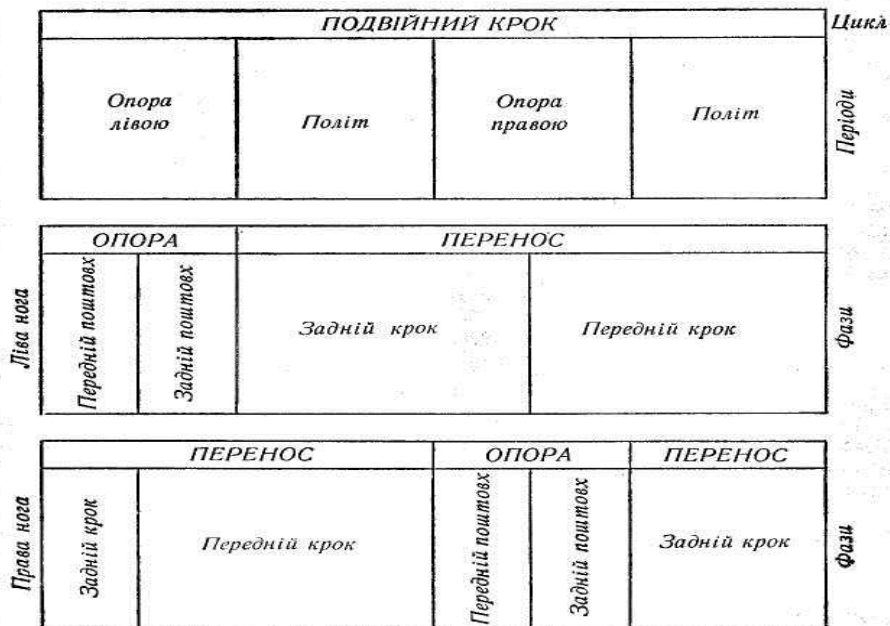 ПОДВІЙНИЙ КРОК
Цикл
Опора
лівою
Політ
Опора
правою
Політ
Періоди
ОПОРА
ПЕРЕНОС
Ліва нога
Передній поштовх
Задній поштовх
Задній крок
Передній крок
Фази
ПЕРЕНОС
ОПОРА
ПЕРЕНОС
Права нога
Задній крок
Передній крок
Передній поштовх
Задній поштовх
Задній крок
Фази